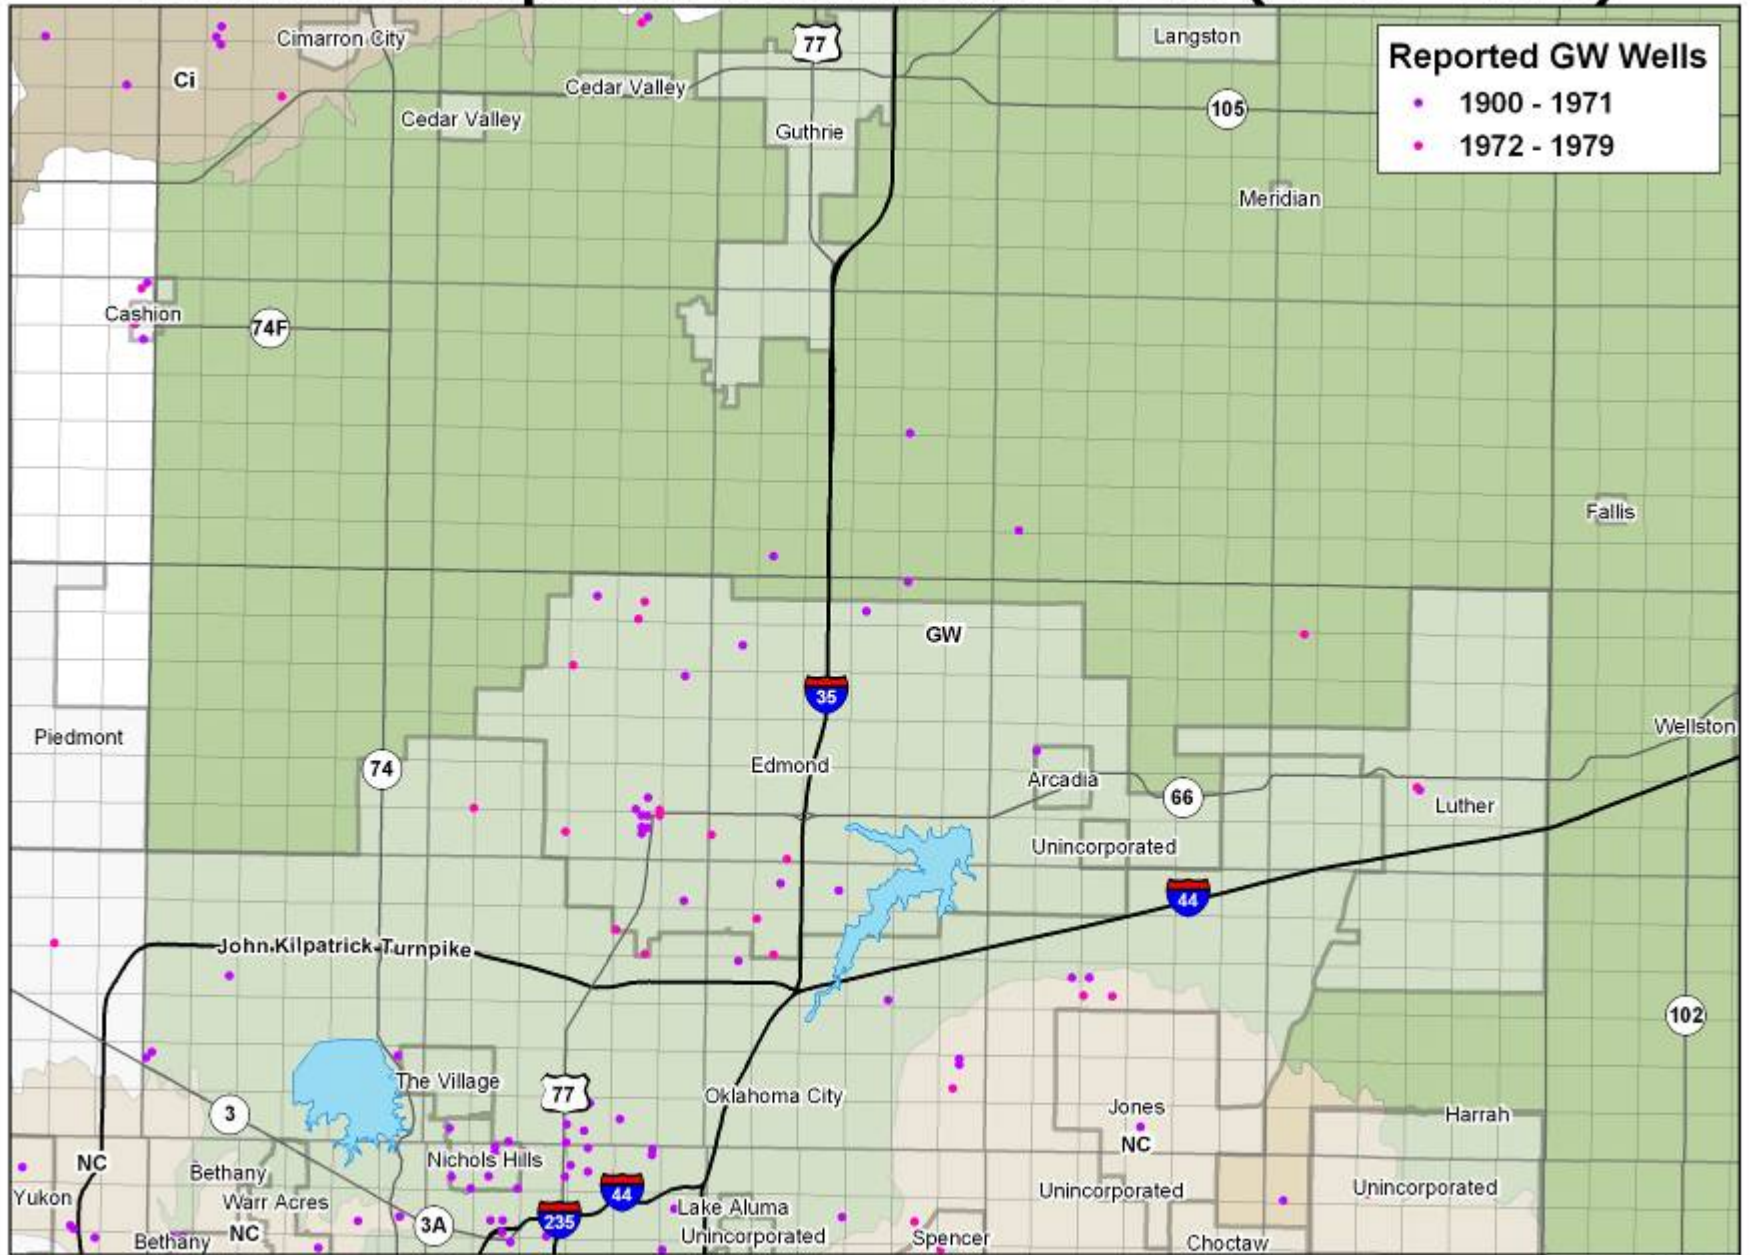 Cimarron City
77
Langston
Reported GW Wells
1900 - 1971
1972 - 1979
Ci
Cedar Valley
Cedar Valley
105
Guthrie
Meridian
Cashion
74F
Fallis
GW
35
Piedmont
Wellston
74
Edmond
Arcadia
66
Luther
Unincorporated
44
John Kilpatrick Turnpike
102
The Village
77
Oklahoma City
3
Jones
Harrah
NC
NC
Bethany
Nichols Hills
Yukon
Warr Acres
44
Unincorporated
Unincorporated
Lake Aluma
235
3A
NC
Bethany
Unincorporated
Spencer
Choctaw